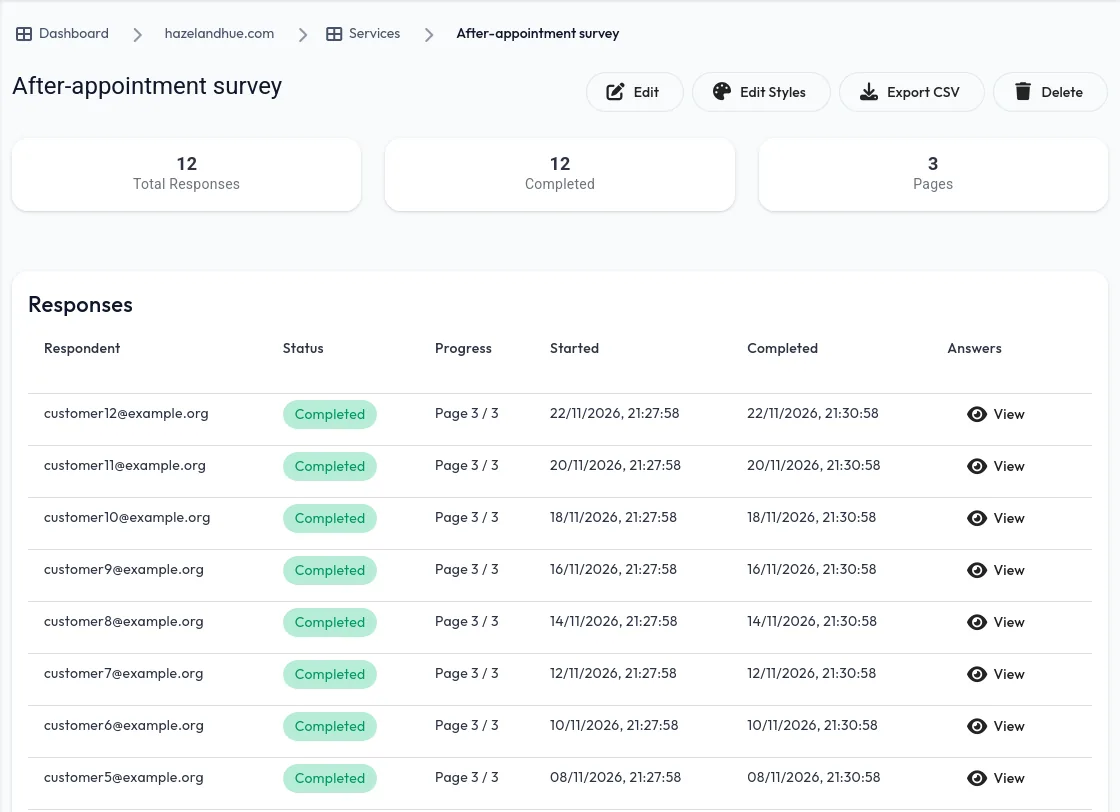 Dashboard hazelandhue.com Services After-appointment survey
After-appointment survey
Edit Edit Styles Export CSV Delete
12 12 3
Total Responses Completed Pages
Responses
Respondent Status Progress Started Completed Answers
customer12@example.org Completed Page 3 / 3 22/11/2026, 21:27:58 22/11/2026, 21:30:58 View
customer11@example.org Completed Page 3 / 3 20/11/2026, 21:27:58 20/11/2026, 21:30:58 View
customer10@example.org Completed Page 3 / 3 18/11/2026, 21:27:58 18/11/2026, 21:30:58 View
customer9@example.org Completed Page 3 / 3 16/11/2026, 21:27:58 16/11/2026, 21:30:58 View
customer8@example.org Completed Page 3 / 3 14/11/2026, 21:27:58 14/11/2026, 21:30:58 View
customer7@example.org Completed Page 3 / 3 12/11/2026, 21:27:58 12/11/2026, 21:30:58 View
customer6@example.org Completed Page 3 / 3 10/11/2026, 21:27:58 10/11/2026, 21:30:58 View
customer5@example.org Completed Page 3 / 3 08/11/2026, 21:27:58 08/11/2026, 21:30:58 View